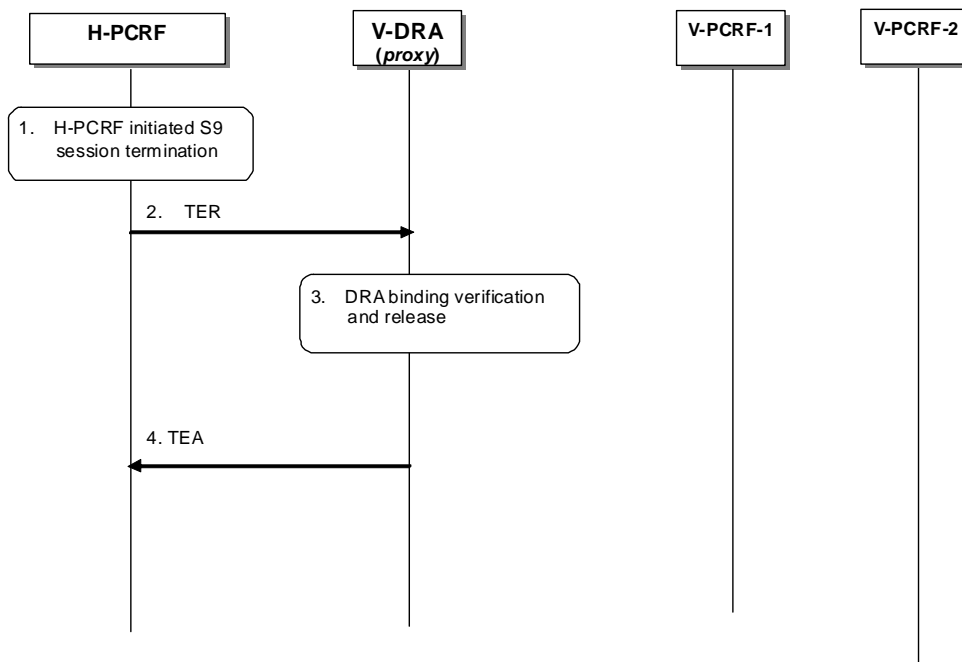 H-PCRF
V-DRA
(proxy)
V-PCRF-1
V-PCRF-2
1. H-PCRF initiated S9
session termination
2. TER
3. DRA binding verification
and release
4. TEA